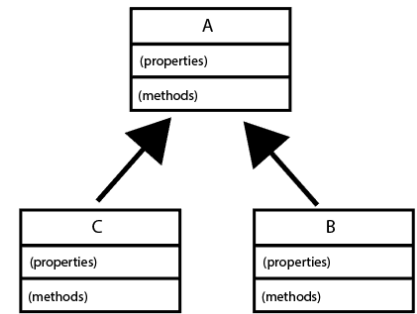 A
(properties)
(methods)
C
(properties)
(methods)
B
(properties)
(methods)